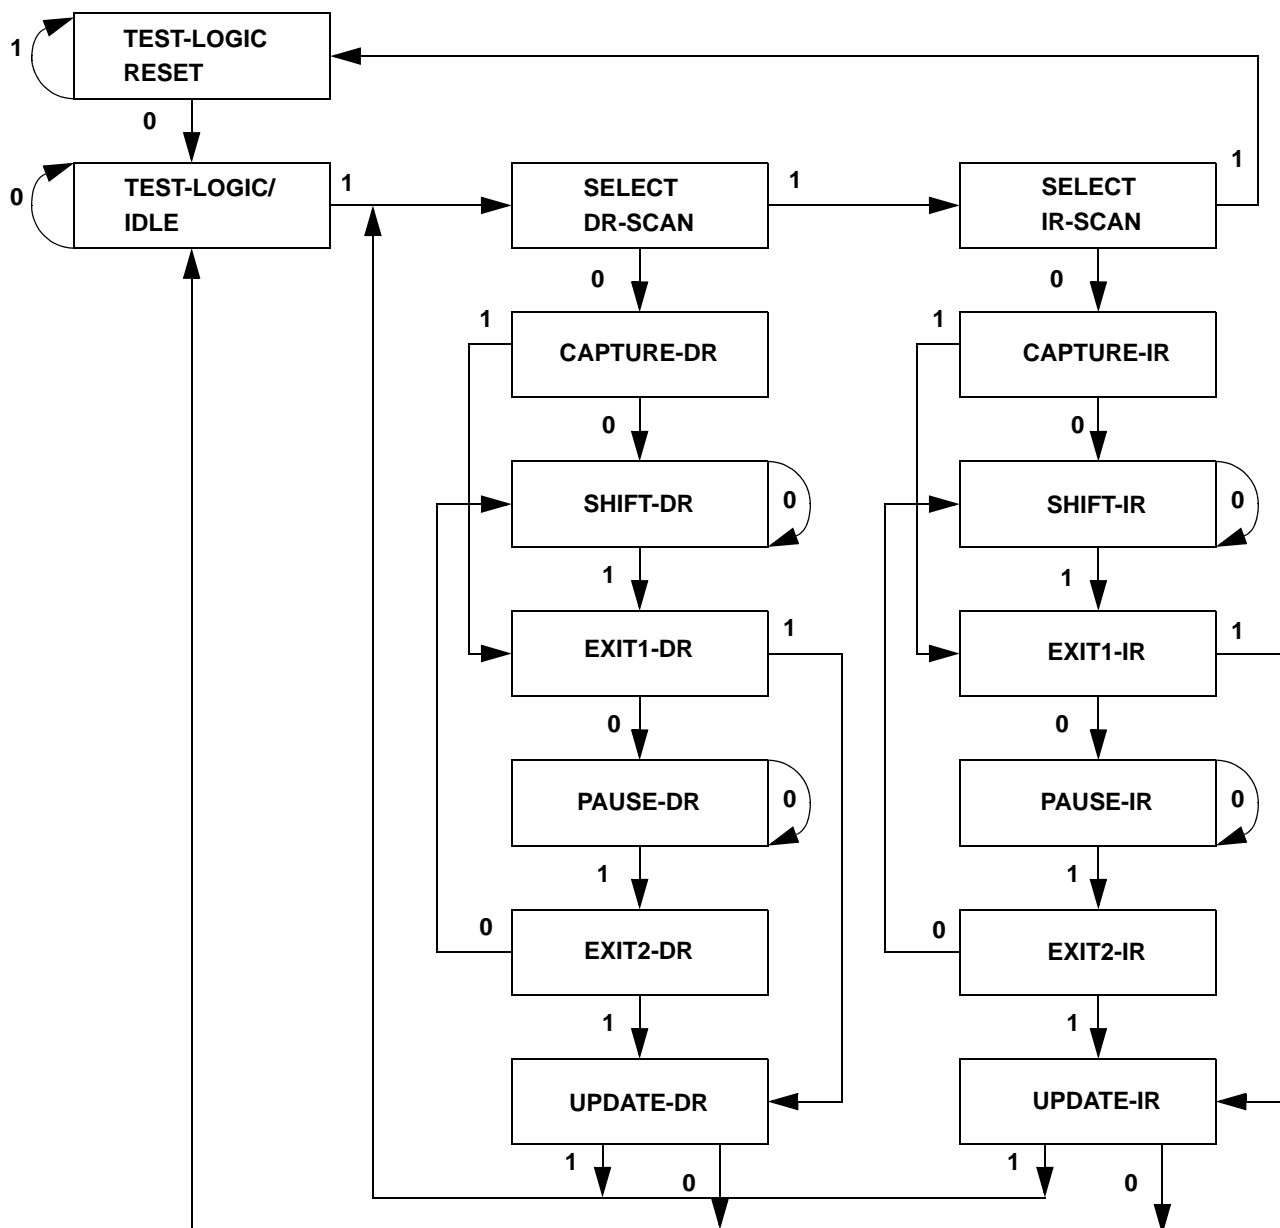 TEST-LOGIC
RESET
1
0
TEST-LOGIC/
IDLE
0
1
SELECT
DR-SCAN
1
SELECT
IR-SCAN
1
0
0
1
CAPTURE-DR
1
CAPTURE-IR
0
0
SHIFT-DR
0
SHIFT-IR
0
1
1
EXIT1-DR
1
EXIT1-IR
1
0
0
PAUSE-DR
0
PAUSE-IR
0
1
1
0
EXIT2-DR
0
EXIT2-IR
1
1
UPDATE-DR
UPDATE-IR
1
0
1
0